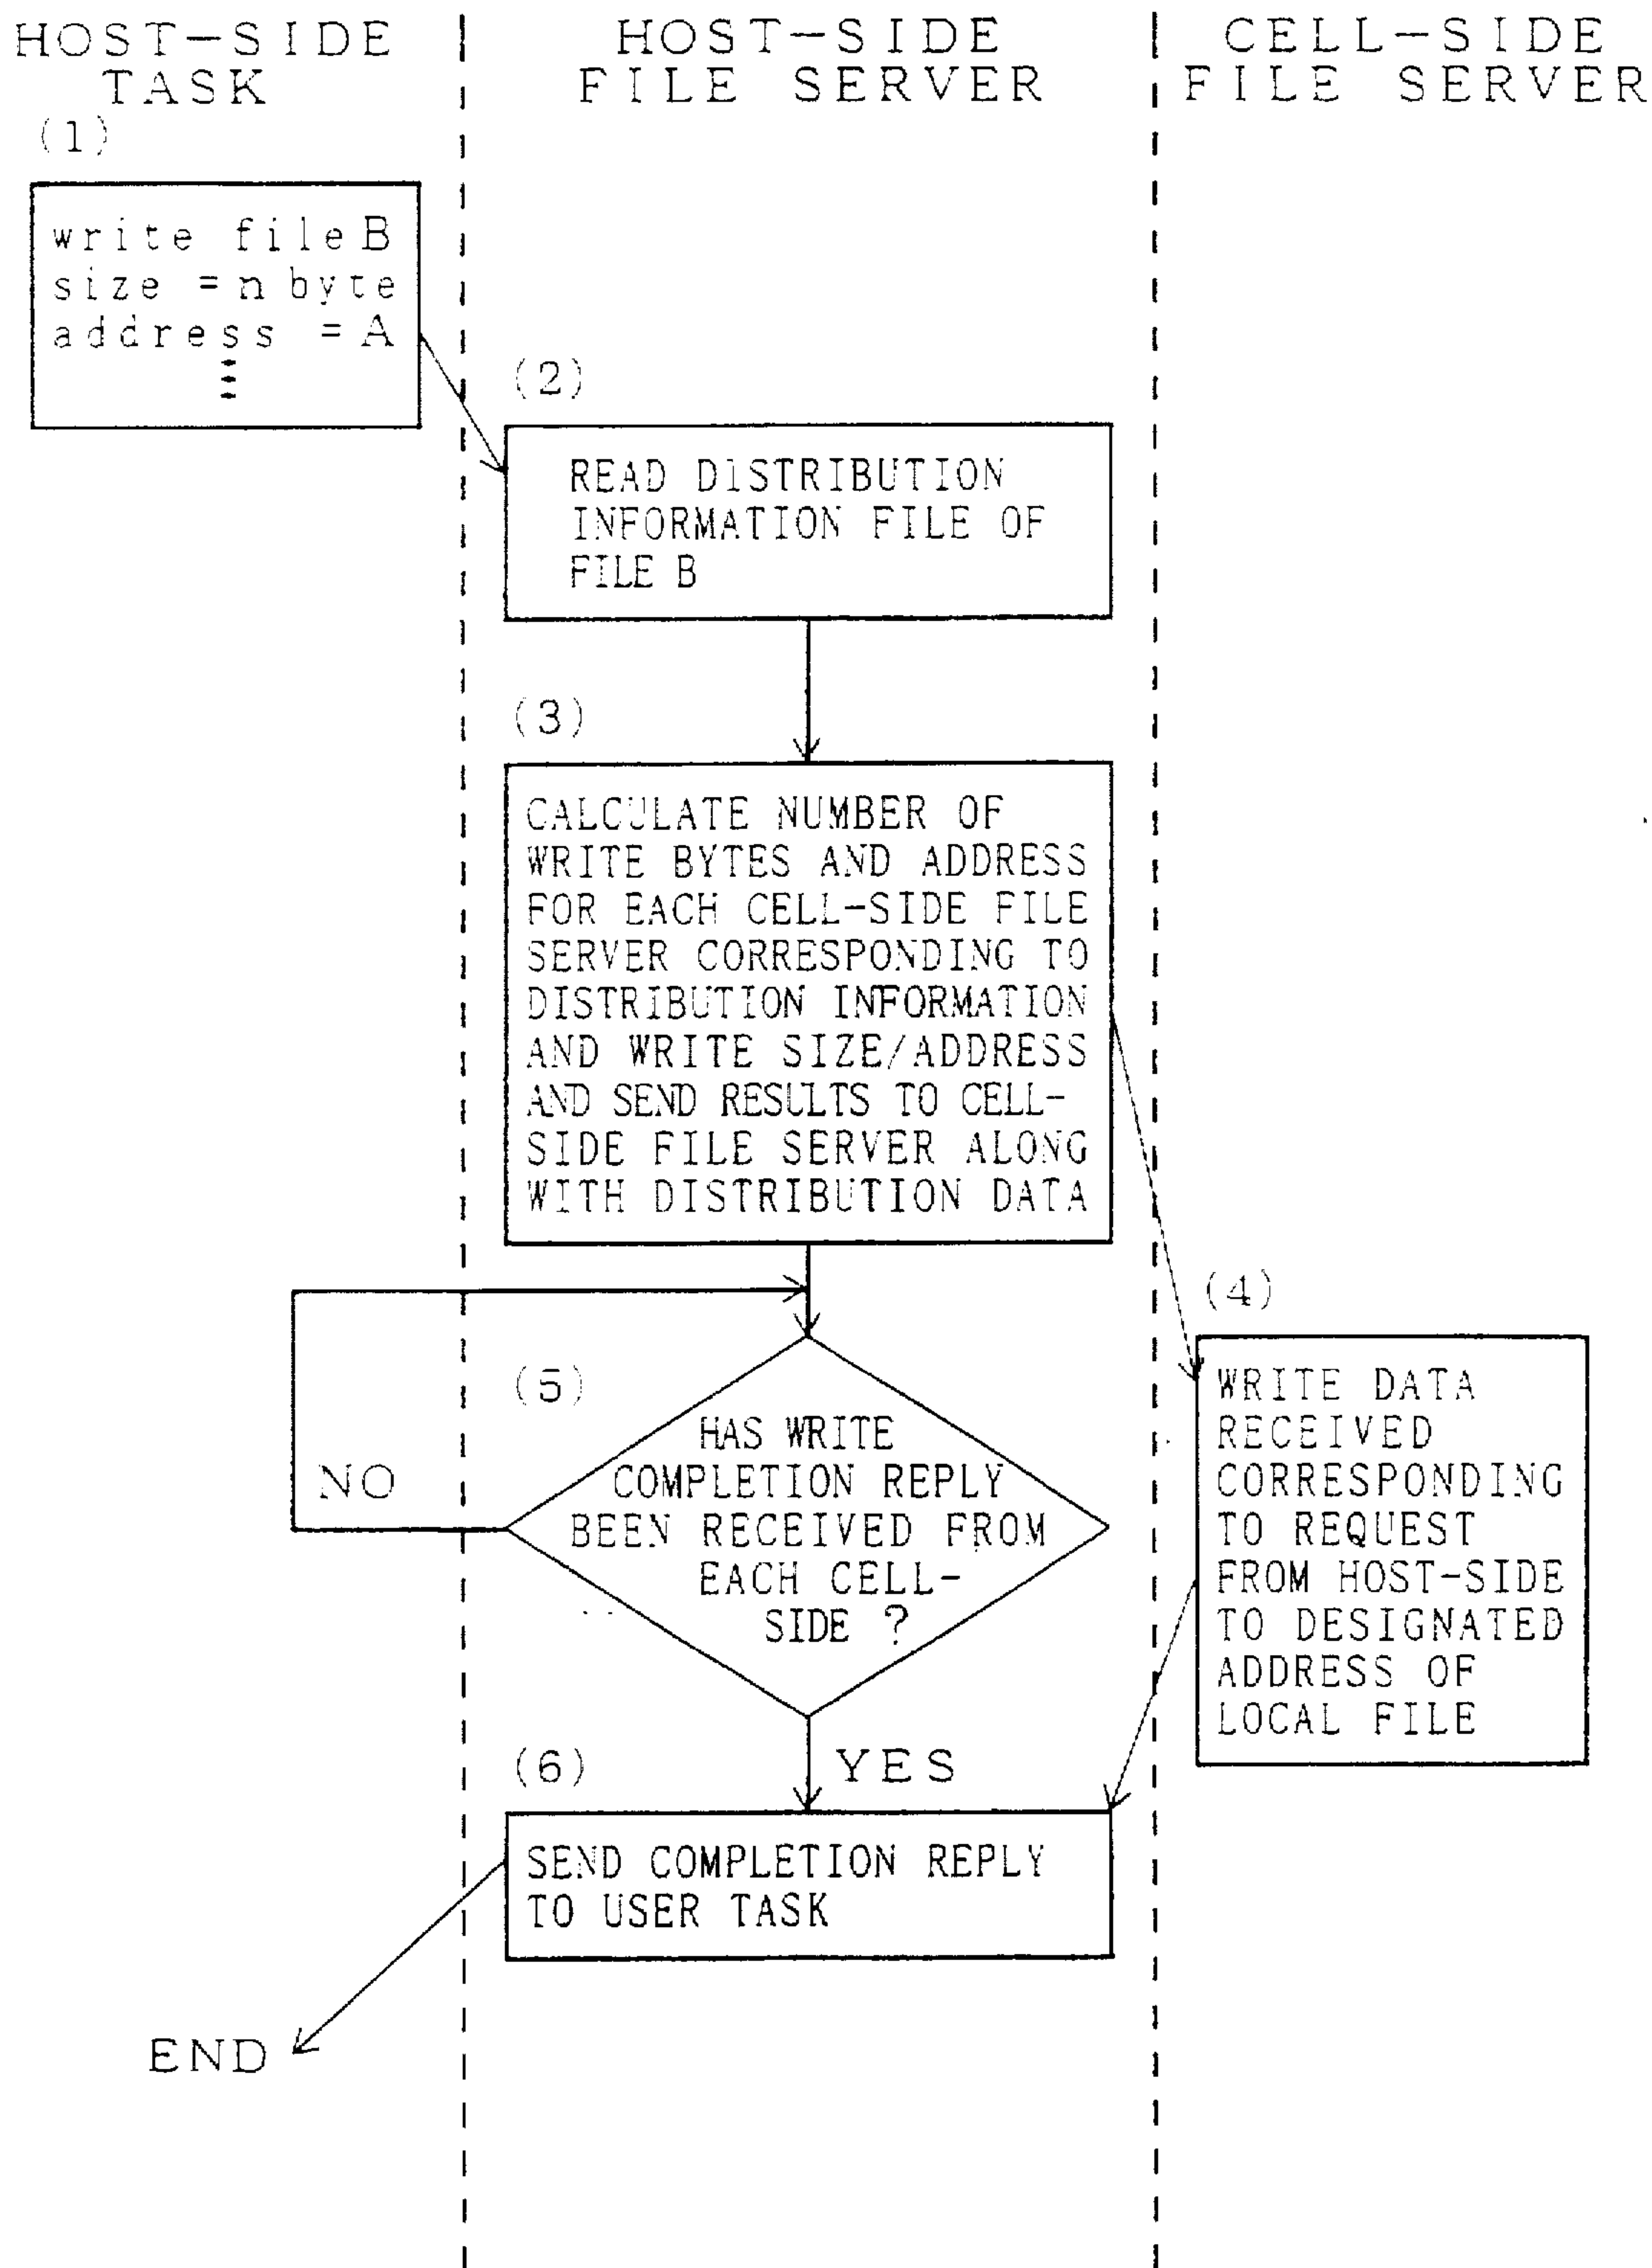 HOST-SIDE
TASK
HOST-SIDE
FILE SERVER
CELL-SIDE
FILE SERVER
(1)
write file B
size = n byte
address = A
(2)
READ DISTRIBUTION
INFORMATION FILE OF
FILE B
(3)
CALCULATE NUMBER OF
WRITE BYTES AND ADDRESS
FOR EACH CELL-SIDE FILE
SERVER CORRESPONDING TO
DISTRIBUTION INFORMATION
AND WRITE SIZE/ADDRESS
AND SEND RESULTS TO CELL-
SIDE FILE SERVER ALONG
WITH DISTRIBUTION DATA
(4)
WRITE DATA
RECEIVED
CORRESPONDING
TO REQUEST
FROM HOST-SIDE
TO DESIGNATED
ADDRESS OF
LOCAL FILE
(5)
HAS WRITE
COMPLETION REPLY
BEEN RECEIVED FROM
EACH CELL-
SIDE ?
NO
YES
(6)
SEND COMPLETION REPLY
TO USER TASK
END